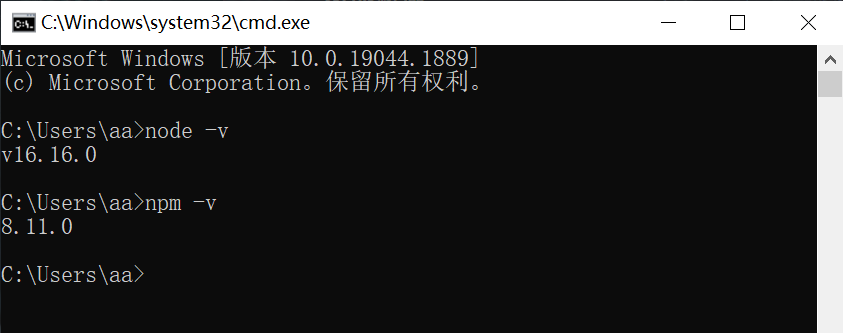 C:\Windows\system32\cmd.exe
Microsoft Windows [版本 10.0.19044.1889]
(c) Microsoft Corporation。保留所有权利。
C:\Users\aa>node -v
v16.16.0
C:\Users\aa>npm -v
8.11.0
C:\Users\aa>